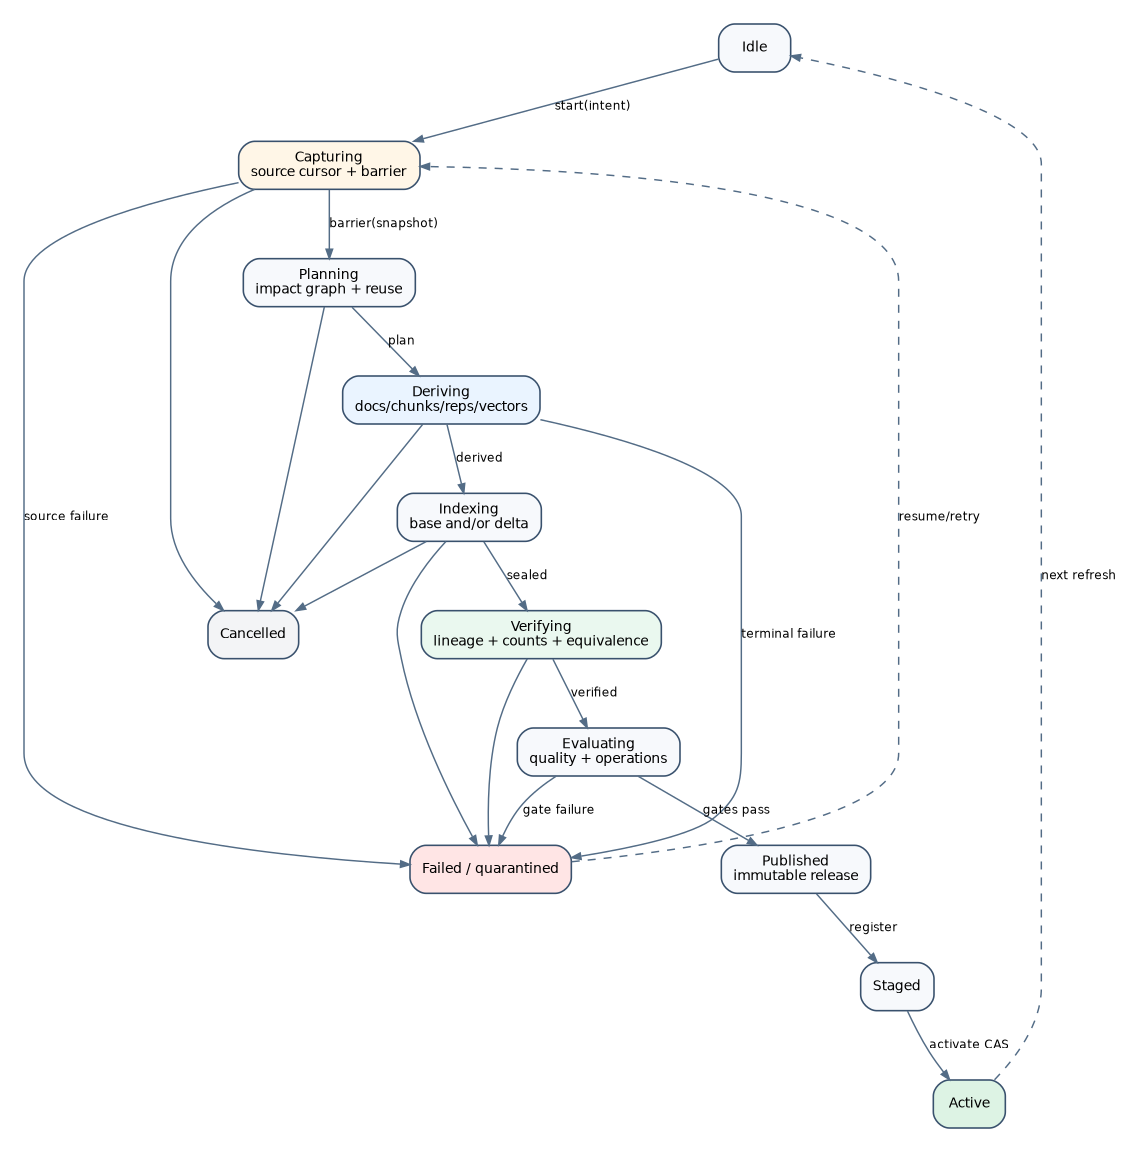 Idle
start(intent)
Capturing
source cursor + barrier
barrier(snapshot)
Planning
impact graph + reuse
plan
Deriving
docs/chunks/reps/vectors
derived
Indexing
base and/or delta
source failure
resume/retry
sealed
next refresh
Cancelled
Verifying
lineage + counts + equivalence
terminal failure
verified
Evaluating
quality + operations
gate failure
gates pass
Failed / quarantined
Published
immutable release
register
Staged
activate CAS
Active